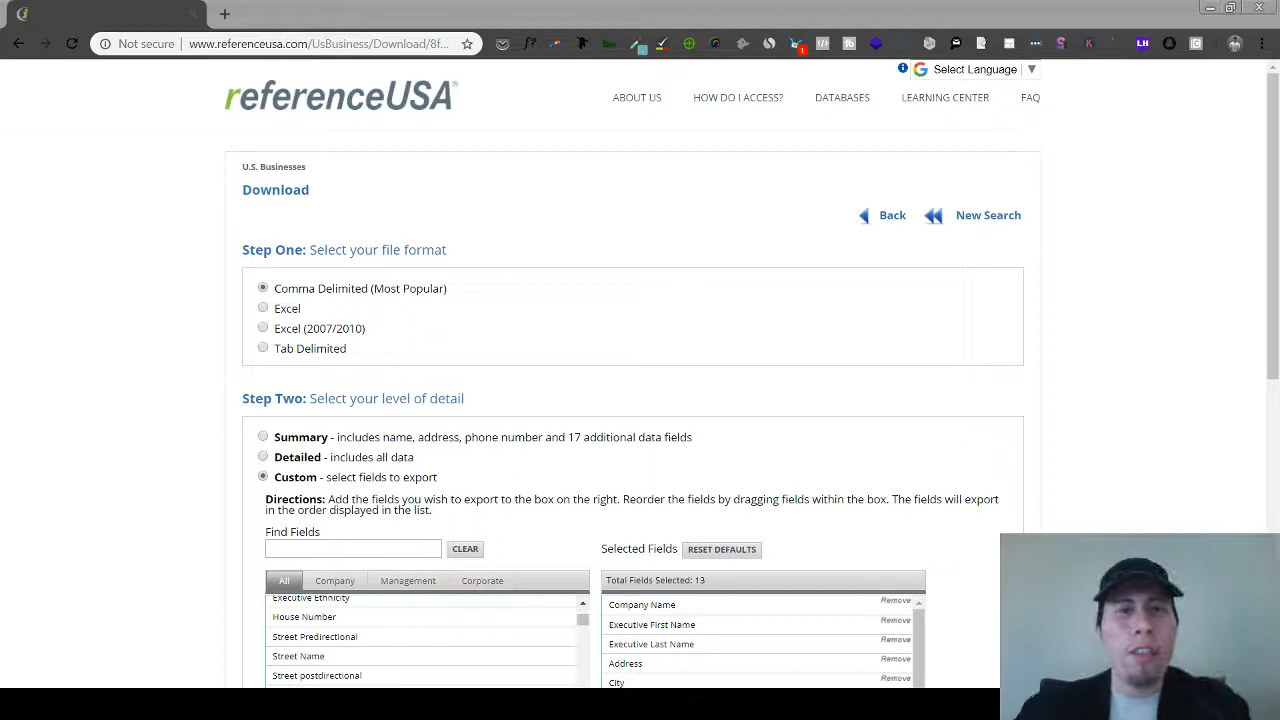 Not secure
www.referenceusa.com/UsBusiness/Download/8f...
1
LH
Select Language
referenceUSA®
ABOUT US
HOW DO I ACCESS?
DATABASES
LEARNING CENTER
FAQ
U.S. Businesses
Download
Back
New Search
Step One: Select your file format
Comma Delimited (Most Popular)
Excel
Excel (2007/2010)
Tab Delimited
Step Two: Select your level of detail
Summary - includes name, address, phone number and 17 additional data fields
Detailed - includes all data
Custom - select fields to export
Directions: Add the fields you wish to export to the box on the right. Reorder the fields by dragging fields within the box. The fields will export
in the order displayed in the list.
Find Fields
CLEAR
Selected Fields
RESET DEFAULTS
All
Company
Management
Corporate
Total Fields Selected: 13
Executive Ethnicity
House Number
Street Predirectional
Street Name
Street postdirectional
Company Name
Remove
Executive First Name
Remove
Executive Last Name
Remove
Address
Remove
City
Remove